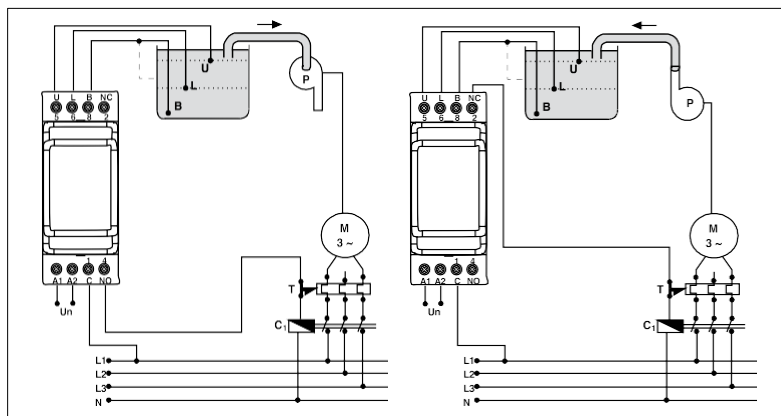 U
L
B
P
U L B NC
5 6 8 2
M
3 ~
1 4
A1 A2 C NO
Un
T
C1
L1
L2
L3
N
U
L
B
P
U L B NC
5 6 8 2
M
3 ~
1 4
A1 A2 C NO
Un
T
C1
L1
L2
L3
N